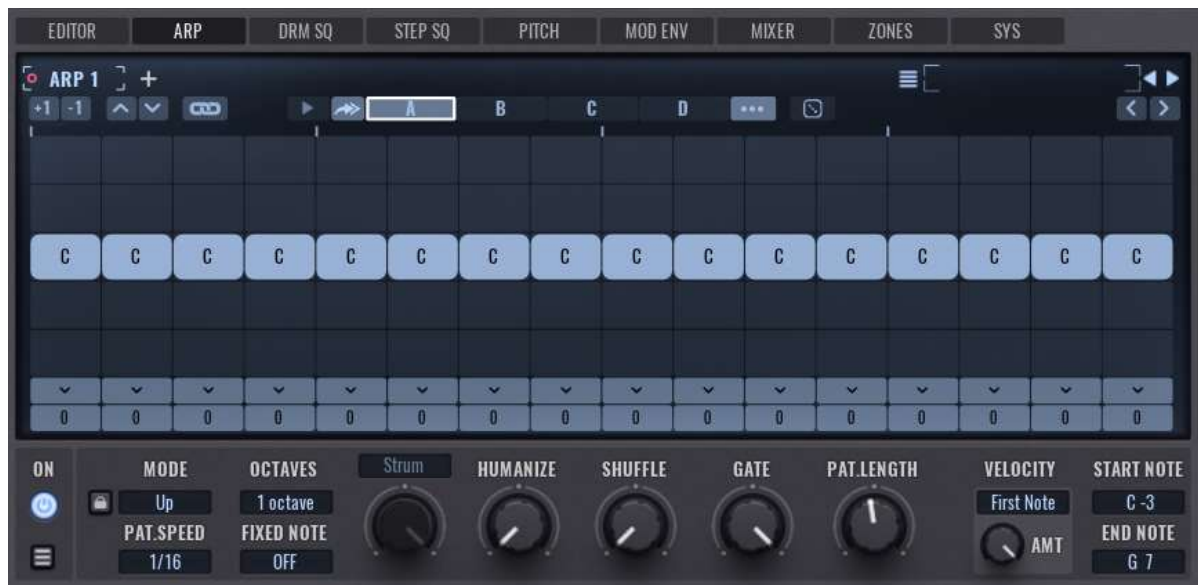 EDITOR ARP DRM SQ STEP SQ PITCH MOD ENV MIXER ZONES SYS
ARP 1 +
+1 -1 A B C D
C C C C C C C C C C C C C C C C
0 0 0 0 0 0 0 0 0 0 0 0 0 0 0 0
ON MODE OCTAVES Strum HUMANIZE SHUFFLE GATE PAT.LENGTH VELOCITY START NOTE
Up 1 octave First Note C -3
PAT.SPEED FIXED NOTE AMT END NOTE
1/16 OFF G 7